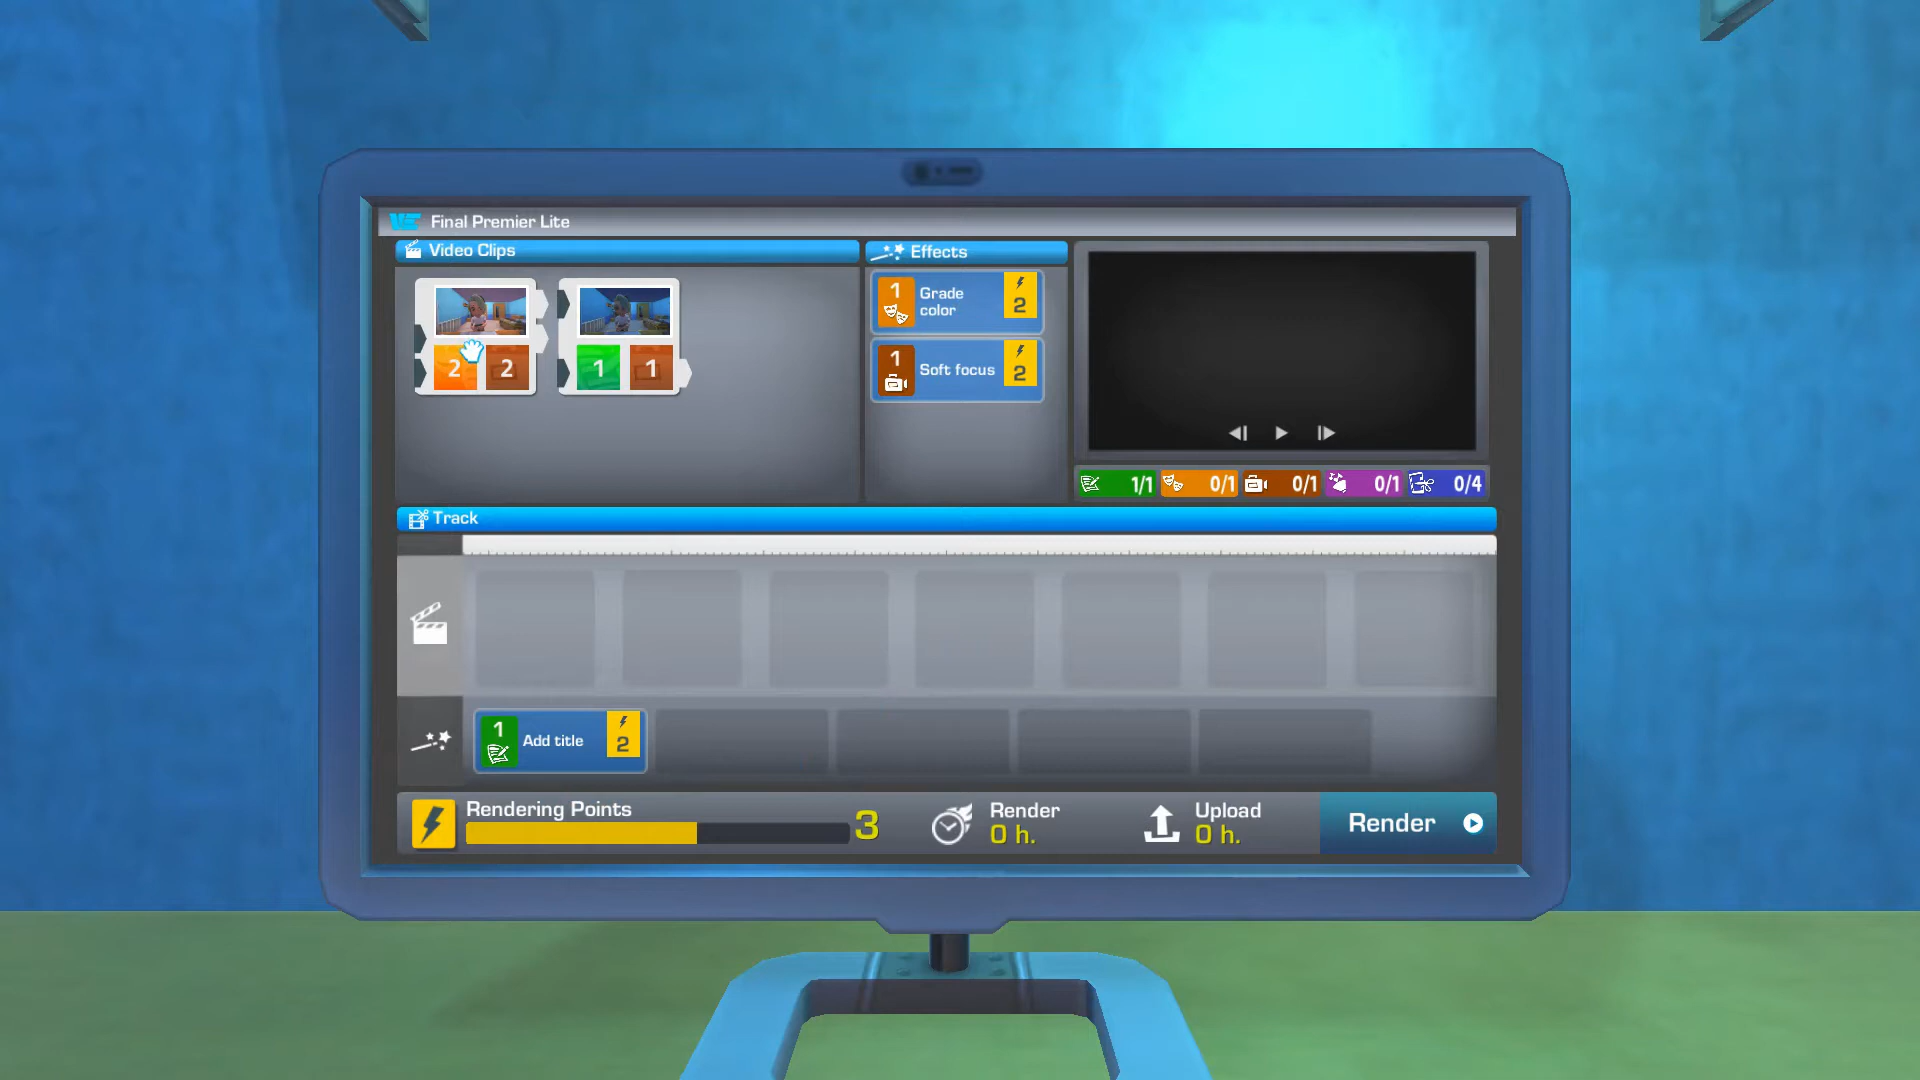 Final Premier Lite
Video Clips
2 2
1 1
Effects
1 Grade color 2
1 Soft focus 2
1/1 0/1 0/1 0/1 0/4
Track
1 Add title 2
Rendering Points 3
Render
0 h.
Upload
0 h.
Render